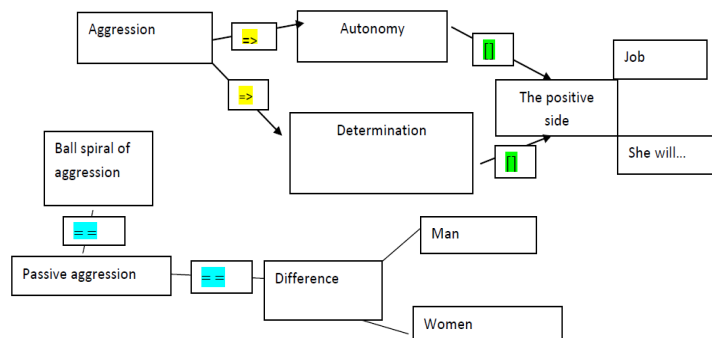 Aggression
=>
Autonomy
[]
Job
=>
The positive
side
Determination
[]
She will...
Ball spiral of
aggression
= =
Passive aggression
= =
Difference
Man
Women